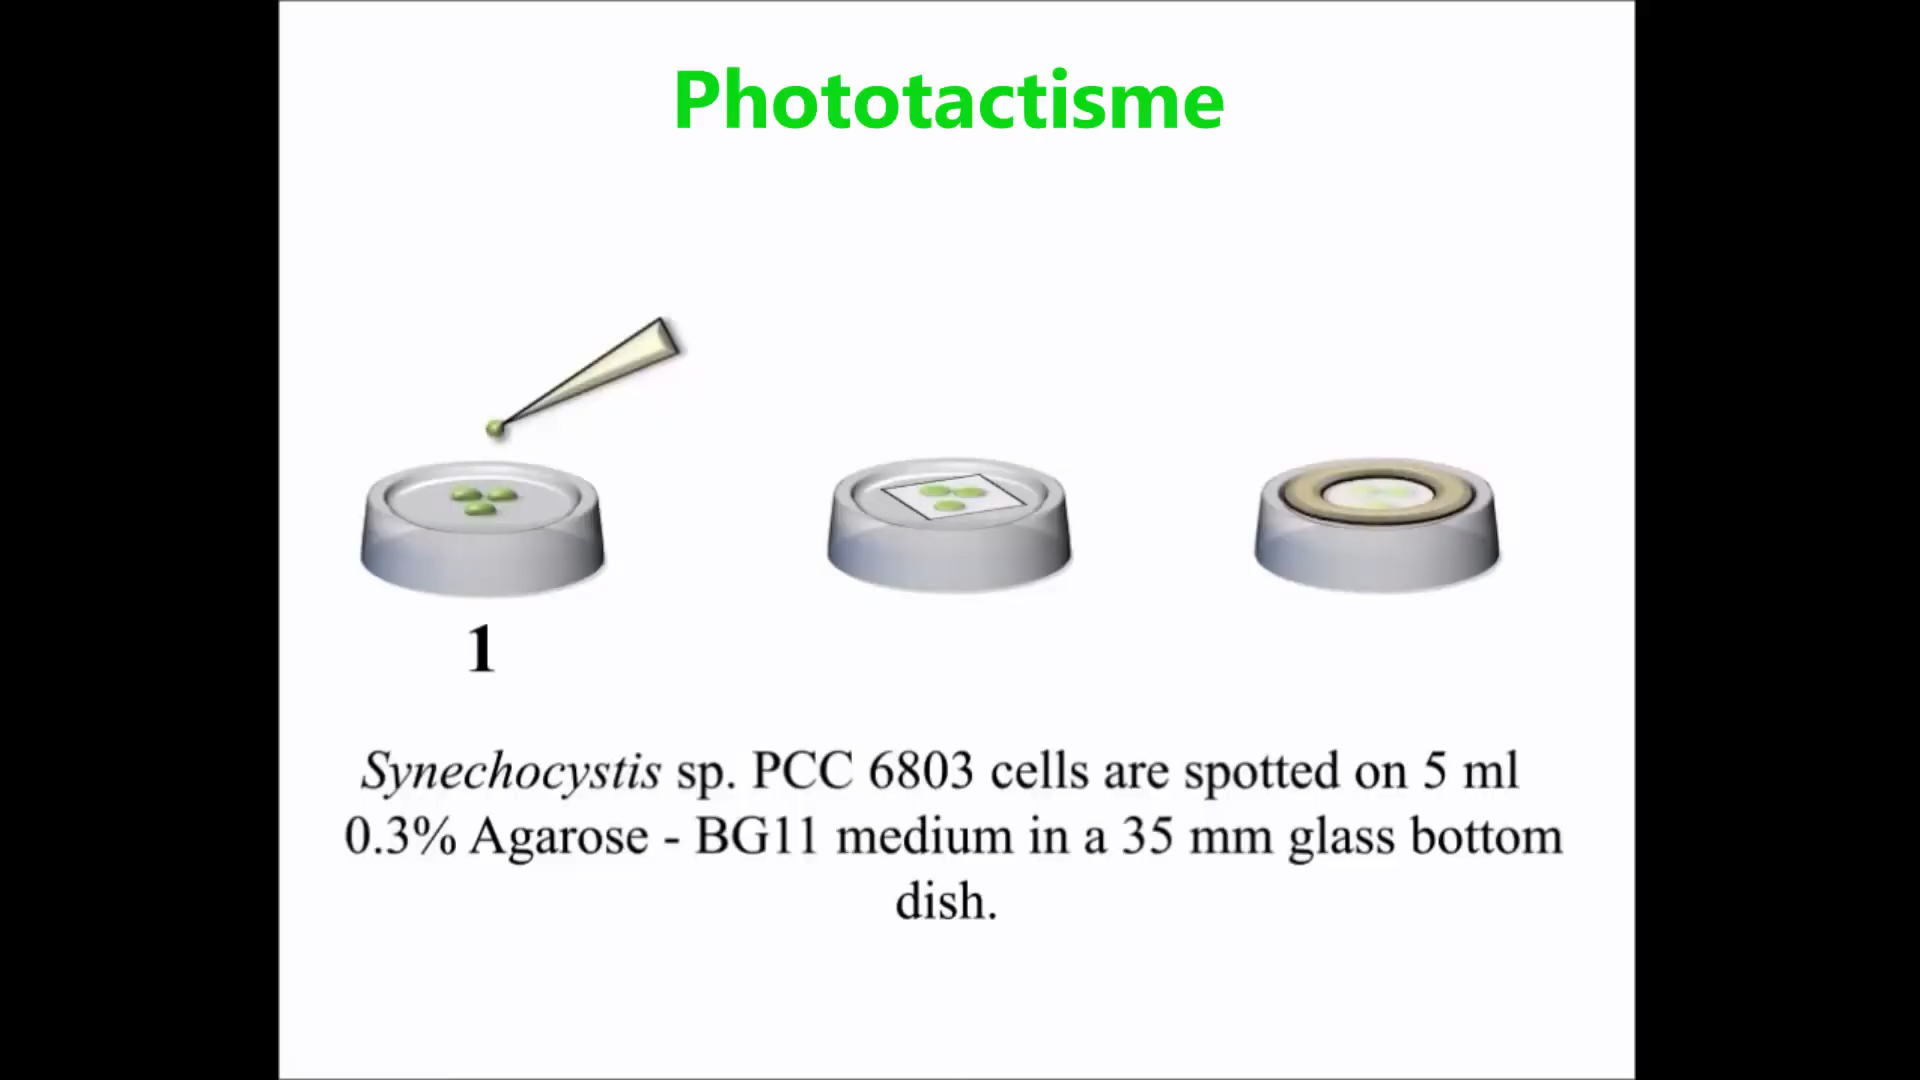 Phototactisme
1
Synechocystis sp. PCC 6803 cells are spotted on 5 ml
0.3% Agarose - BG11 medium in a 35 mm glass bottom
dish.